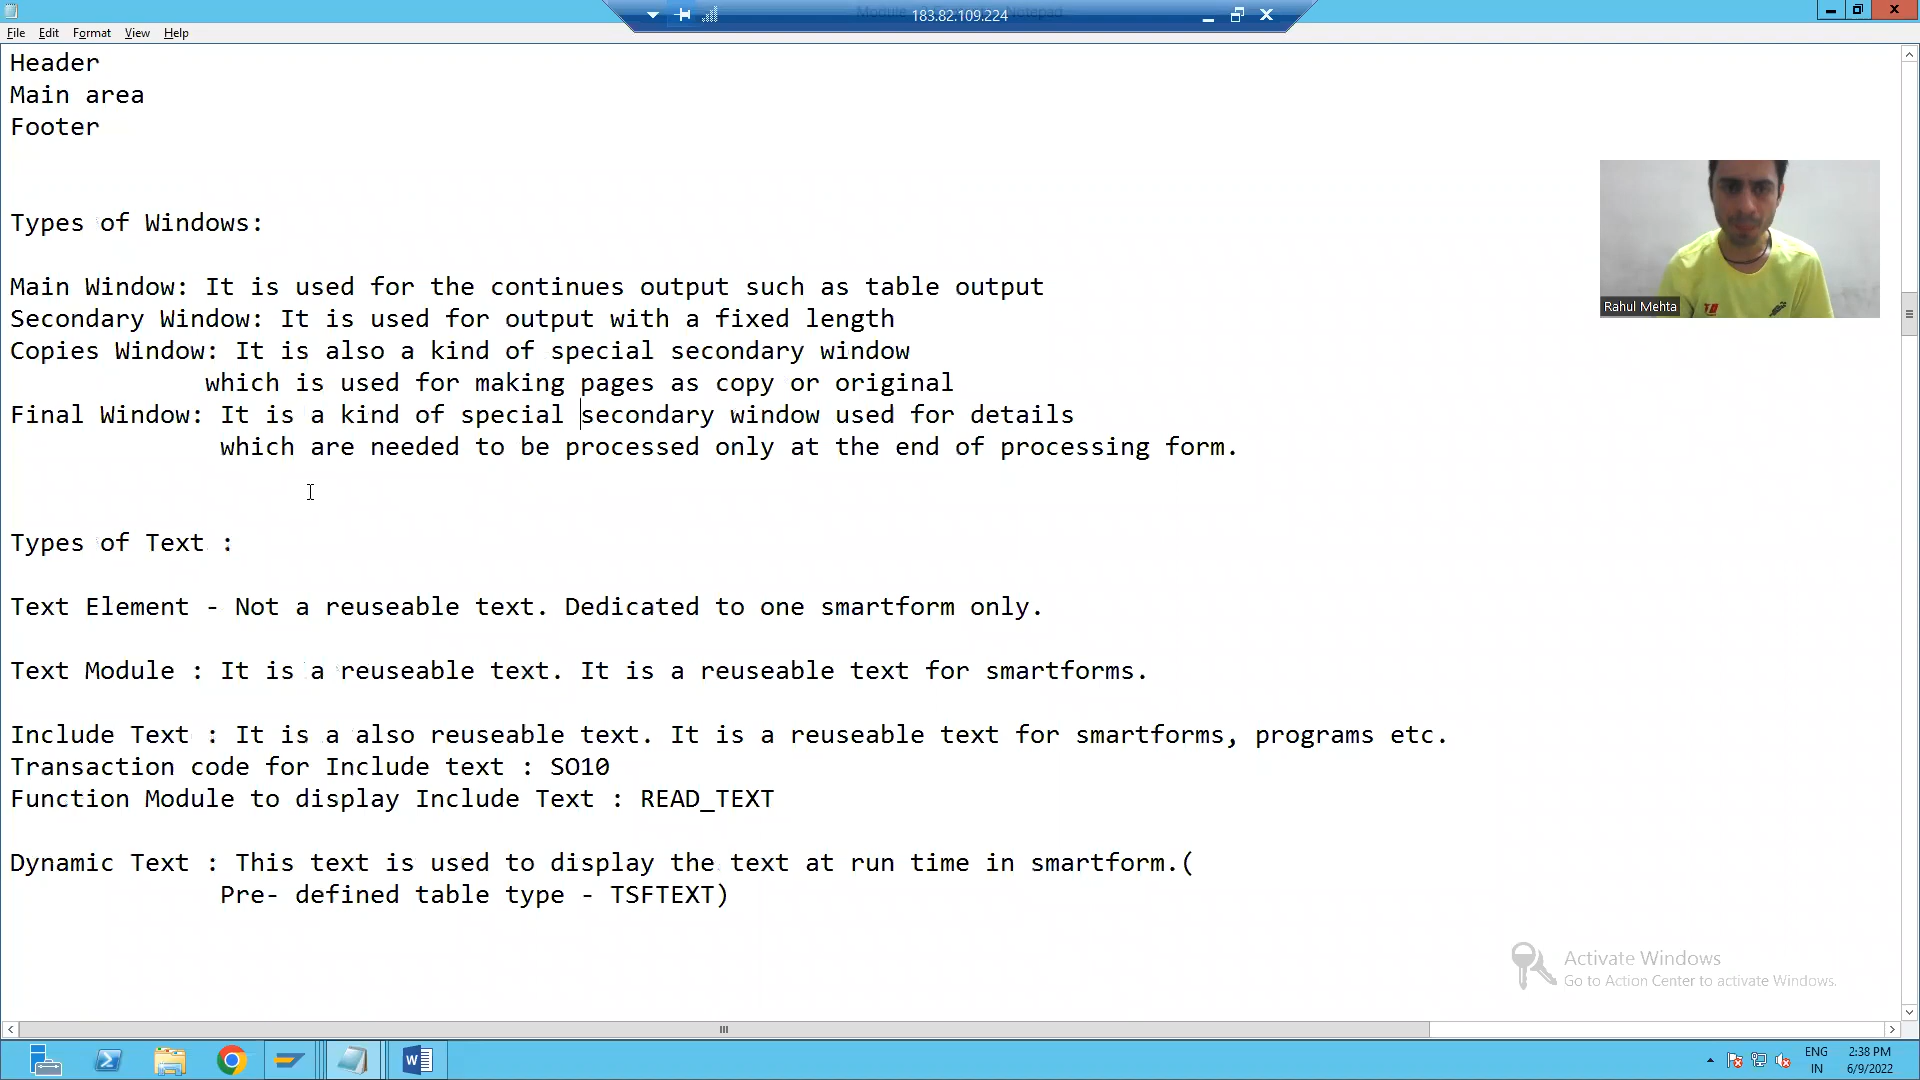 183.82.109.224
File Edit Format View Help
Header
Main area
Footer
Rahul Mehta
Types of Windows:
Main Window: It is used for the continues output such as table output
Secondary Window: It is used for output with a fixed length
Copies Window: It is also a kind of special secondary window
which is used for making pages as copy or original
Final Window: It is a kind of special secondary window used for details
which are needed to be processed only at the end of processing form.
Types of Text :
Text Element - Not a reuseable text. Dedicated to one smartform only.
Text Module : It is a reuseable text. It is a reuseable text for smartforms.
Include Text : It is a also reuseable text. It is a reuseable text for smartforms, programs etc.
Transaction code for Include text : SO10
Function Module to display Include Text : READ_TEXT
Dynamic Text : This text is used to display the text at run time in smartform.(
Pre- defined table type - TSFTEXT)
Activate Windows
Go to Action Center to activate Windows.
ENG 2:38 PM
IN 6/9/2022